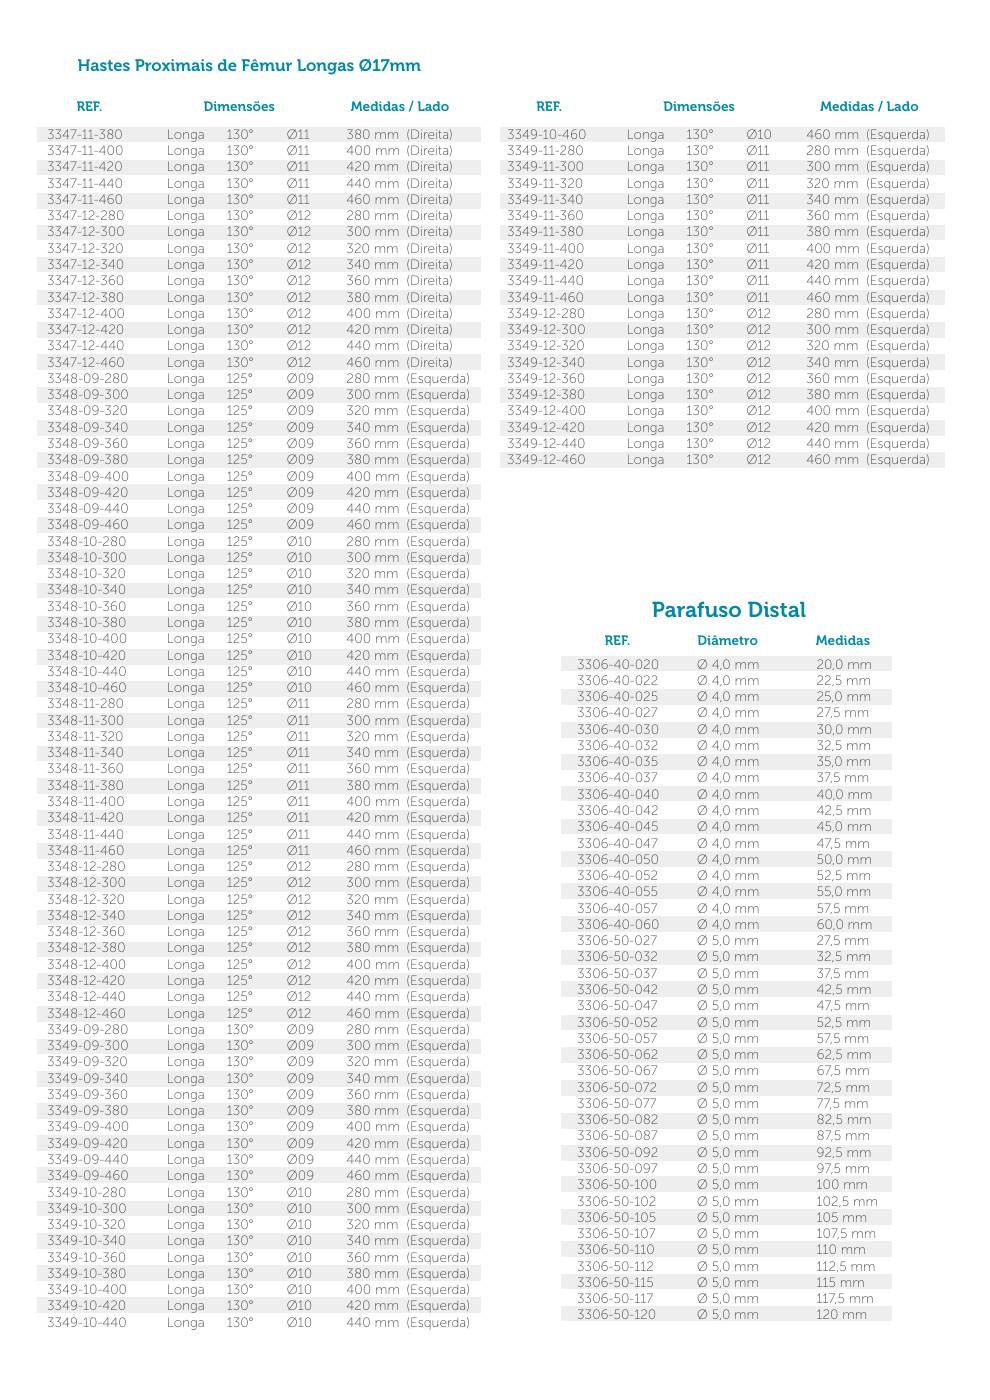 Hastes Proximais de Fêmur Longas Ø17mm
REF. Dimensões Medidas / Lado
3347-11-380 Longa 130° Ø11 380 mm (Direita)
3347-11-400 Longa 130° Ø11 400 mm (Direita)
3347-11-420 Longa 130° Ø11 420 mm (Direita)
3347-11-440 Longa 130° Ø11 440 mm (Direita)
3347-11-460 Longa 130° Ø11 460 mm (Direita)
3347-12-280 Longa 130° Ø12 280 mm (Direita)
3347-12-300 Longa 130° Ø12 300 mm (Direita)
3347-12-320 Longa 130° Ø12 320 mm (Direita)
3347-12-340 Longa 130° Ø12 340 mm (Direita)
3347-12-360 Longa 130° Ø12 360 mm (Direita)
3347-12-380 Longa 130° Ø12 380 mm (Direita)
3347-12-400 Longa 130° Ø12 400 mm (Direita)
3347-12-420 Longa 130° Ø12 420 mm (Direita)
3347-12-440 Longa 130° Ø12 440 mm (Direita)
3347-12-460 Longa 130° Ø12 460 mm (Direita)
3348-09-280 Longa 125° Ø09 280 mm (Esquerda)
3348-09-300 Longa 125° Ø09 300 mm (Esquerda)
3348-09-320 Longa 125° Ø09 320 mm (Esquerda)
3348-09-340 Longa 125° Ø09 340 mm (Esquerda)
3348-09-360 Longa 125° Ø09 360 mm (Esquerda)
3348-09-380 Longa 125° Ø09 380 mm (Esquerda)
3348-09-400 Longa 125° Ø09 400 mm (Esquerda)
3348-09-420 Longa 125° Ø09 420 mm (Esquerda)
3348-09-440 Longa 125° Ø09 440 mm (Esquerda)
3348-09-460 Longa 125° Ø09 460 mm (Esquerda)
3348-10-280 Longa 125° Ø10 280 mm (Esquerda)
3348-10-300 Longa 125° Ø10 300 mm (Esquerda)
3348-10-320 Longa 125° Ø10 320 mm (Esquerda)
3348-10-340 Longa 125° Ø10 340 mm (Esquerda)
3348-10-360 Longa 125° Ø10 360 mm (Esquerda)
3348-10-380 Longa 125° Ø10 380 mm (Esquerda)
3348-10-400 Longa 125° Ø10 400 mm (Esquerda)
3348-10-420 Longa 125° Ø10 420 mm (Esquerda)
3348-10-440 Longa 125° Ø10 440 mm (Esquerda)
3348-10-460 Longa 125° Ø10 460 mm (Esquerda)
3348-11-280 Longa 125° Ø11 280 mm (Esquerda)
3348-11-300 Longa 125° Ø11 300 mm (Esquerda)
3348-11-320 Longa 125° Ø11 320 mm (Esquerda)
3348-11-340 Longa 125° Ø11 340 mm (Esquerda)
3348-11-360 Longa 125° Ø11 360 mm (Esquerda)
3348-11-380 Longa 125° Ø11 380 mm (Esquerda)
3348-11-400 Longa 125° Ø11 400 mm (Esquerda)
3348-11-420 Longa 125° Ø11 420 mm (Esquerda)
3348-11-440 Longa 125° Ø11 440 mm (Esquerda)
3348-11-460 Longa 125° Ø11 460 mm (Esquerda)
3348-12-280 Longa 125° Ø12 280 mm (Esquerda)
3348-12-300 Longa 125° Ø12 300 mm (Esquerda)
3348-12-320 Longa 125° Ø12 320 mm (Esquerda)
3348-12-340 Longa 125° Ø12 340 mm (Esquerda)
3348-12-360 Longa 125° Ø12 360 mm (Esquerda)
3348-12-380 Longa 125° Ø12 380 mm (Esquerda)
3348-12-400 Longa 125° Ø12 400 mm (Esquerda)
3348-12-420 Longa 125° Ø12 420 mm (Esquerda)
3348-12-440 Longa 125° Ø12 440 mm (Esquerda)
3348-12-460 Longa 125° Ø12 460 mm (Esquerda)
3349-09-280 Longa 130° Ø09 280 mm (Esquerda)
3349-09-300 Longa 130° Ø09 300 mm (Esquerda)
3349-09-320 Longa 130° Ø09 320 mm (Esquerda)
3349-09-340 Longa 130° Ø09 340 mm (Esquerda)
3349-09-360 Longa 130° Ø09 360 mm (Esquerda)
3349-09-380 Longa 130° Ø09 380 mm (Esquerda)
3349-09-400 Longa 130° Ø09 400 mm (Esquerda)
3349-09-420 Longa 130° Ø09 420 mm (Esquerda)
3349-09-440 Longa 130° Ø09 440 mm (Esquerda)
3349-09-460 Longa 130° Ø09 460 mm (Esquerda)
3349-10-280 Longa 130° Ø10 280 mm (Esquerda)
3349-10-300 Longa 130° Ø10 300 mm (Esquerda)
3349-10-320 Longa 130° Ø10 320 mm (Esquerda)
3349-10-340 Longa 130° Ø10 340 mm (Esquerda)
3349-10-360 Longa 130° Ø10 360 mm (Esquerda)
3349-10-380 Longa 130° Ø10 380 mm (Esquerda)
3349-10-400 Longa 130° Ø10 400 mm (Esquerda)
3349-10-420 Longa 130° Ø10 420 mm (Esquerda)
3349-10-440 Longa 130° Ø10 440 mm (Esquerda)
REF. Dimensões Medidas / Lado
3349-10-460 Longa 130° Ø10 460 mm (Esquerda)
3349-11-280 Longa 130° Ø11 280 mm (Esquerda)
3349-11-300 Longa 130° Ø11 300 mm (Esquerda)
3349-11-320 Longa 130° Ø11 320 mm (Esquerda)
3349-11-340 Longa 130° Ø11 340 mm (Esquerda)
3349-11-360 Longa 130° Ø11 360 mm (Esquerda)
3349-11-380 Longa 130° Ø11 380 mm (Esquerda)
3349-11-400 Longa 130° Ø11 400 mm (Esquerda)
3349-11-420 Longa 130° Ø11 420 mm (Esquerda)
3349-11-440 Longa 130° Ø11 440 mm (Esquerda)
3349-11-460 Longa 130° Ø11 460 mm (Esquerda)
3349-12-280 Longa 130° Ø12 280 mm (Esquerda)
3349-12-300 Longa 130° Ø12 300 mm (Esquerda)
3349-12-320 Longa 130° Ø12 320 mm (Esquerda)
3349-12-340 Longa 130° Ø12 340 mm (Esquerda)
3349-12-360 Longa 130° Ø12 360 mm (Esquerda)
3349-12-380 Longa 130° Ø12 380 mm (Esquerda)
3349-12-400 Longa 130° Ø12 400 mm (Esquerda)
3349-12-420 Longa 130° Ø12 420 mm (Esquerda)
3349-12-440 Longa 130° Ø12 440 mm (Esquerda)
3349-12-460 Longa 130° Ø12 460 mm (Esquerda)
Parafuso Distal
REF. Diâmetro Medidas
3306-40-020 Ø 4,0 mm 20,0 mm
3306-40-022 Ø 4,0 mm 22,5 mm
3306-40-025 Ø 4,0 mm 25,0 mm
3306-40-027 Ø 4,0 mm 27,5 mm
3306-40-030 Ø 4,0 mm 30,0 mm
3306-40-032 Ø 4,0 mm 32,5 mm
3306-40-035 Ø 4,0 mm 35,0 mm
3306-40-037 Ø 4,0 mm 37,5 mm
3306-40-040 Ø 4,0 mm 40,0 mm
3306-40-042 Ø 4,0 mm 42,5 mm
3306-40-045 Ø 4,0 mm 45,0 mm
3306-40-047 Ø 4,0 mm 47,5 mm
3306-40-050 Ø 4,0 mm 50,0 mm
3306-40-052 Ø 4,0 mm 52,5 mm
3306-40-055 Ø 4,0 mm 55,0 mm
3306-40-057 Ø 4,0 mm 57,5 mm
3306-40-060 Ø 4,0 mm 60,0 mm
3306-50-027 Ø 5,0 mm 27,5 mm
3306-50-032 Ø 5,0 mm 32,5 mm
3306-50-037 Ø 5,0 mm 37,5 mm
3306-50-042 Ø 5,0 mm 42,5 mm
3306-50-047 Ø 5,0 mm 47,5 mm
3306-50-052 Ø 5,0 mm 52,5 mm
3306-50-057 Ø 5,0 mm 57,5 mm
3306-50-062 Ø 5,0 mm 62,5 mm
3306-50-067 Ø 5,0 mm 67,5 mm
3306-50-072 Ø 5,0 mm 72,5 mm
3306-50-077 Ø 5,0 mm 77,5 mm
3306-50-082 Ø 5,0 mm 82,5 mm
3306-50-087 Ø 5,0 mm 87,5 mm
3306-50-092 Ø 5,0 mm 92,5 mm
3306-50-097 Ø 5,0 mm 97,5 mm
3306-50-100 Ø 5,0 mm 100 mm
3306-50-102 Ø 5,0 mm 102,5 mm
3306-50-105 Ø 5,0 mm 105 mm
3306-50-107 Ø 5,0 mm 107,5 mm
3306-50-110 Ø 5,0 mm 110 mm
3306-50-112 Ø 5,0 mm 112,5 mm
3306-50-115 Ø 5,0 mm 115 mm
3306-50-117 Ø 5,0 mm 117,5 mm
3306-50-120 Ø 5,0 mm 120 mm